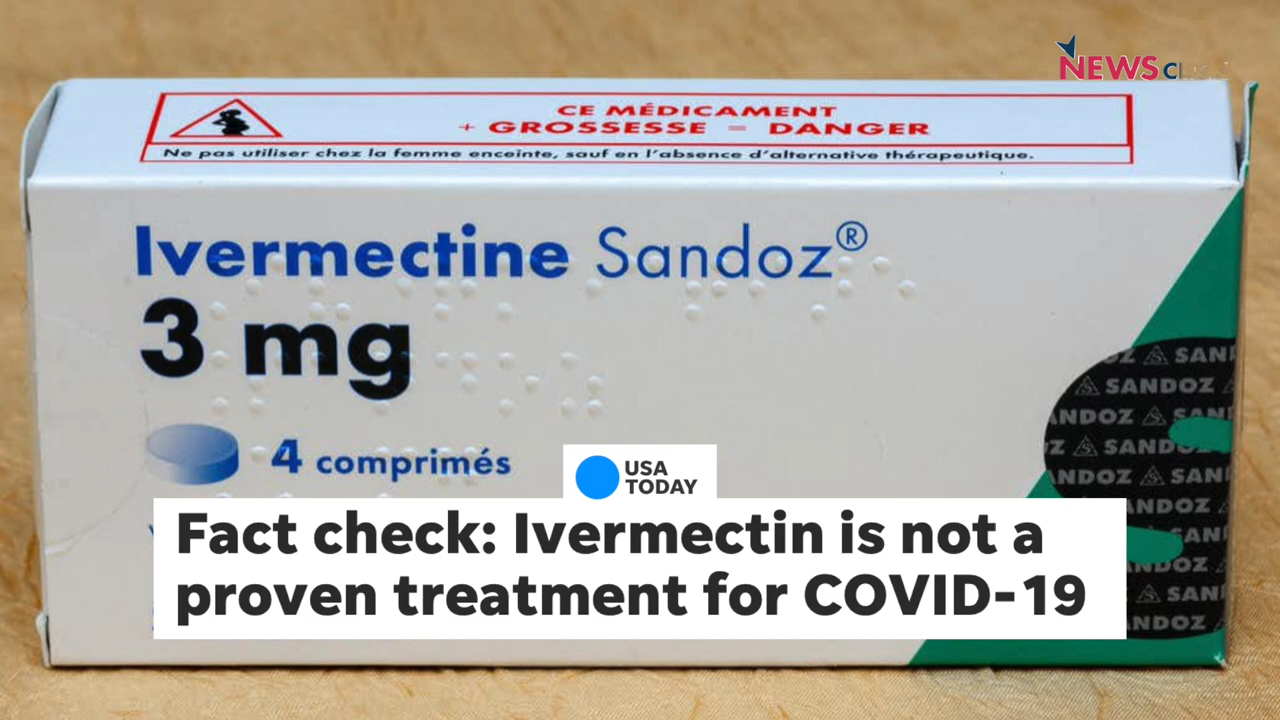 NEWS
CE MÉDICAMENT
+ GROSSESSE = DANGER
Ne pas utiliser chez la femme enceinte, sauf en l'absence d'alternative thérapeutique.
Ivermectine Sandoz®
3 mg
4 comprimés
SANDOZ
USA
TODAY
Fact check: Ivermectin is not a
proven treatment for COVID-19